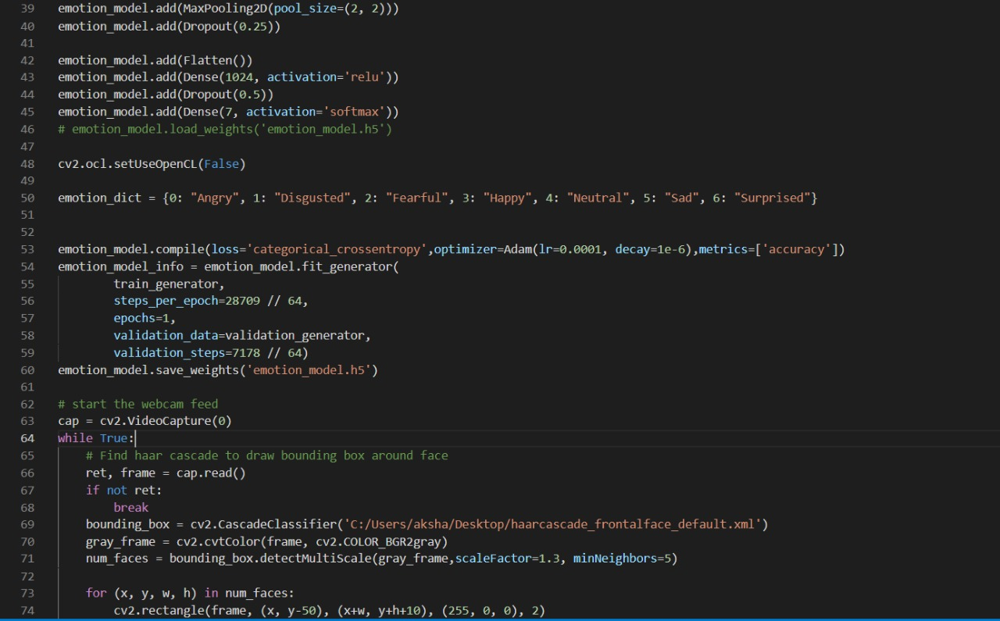 39 emotion_model.add(MaxPooling2D(pool_size=(2, 2)))
40 emotion_model.add(Dropout(0.25))
41
42 emotion_model.add(Flatten())
43 emotion_model.add(Dense(1024, activation='relu'))
44 emotion_model.add(Dropout(0.5))
45 emotion_model.add(Dense(7, activation='softmax'))
46 # emotion_model.load_weights('emotion_model.h5')
47
48 cv2.ocl.setUseOpenCL(False)
49
50 emotion_dict = {0: "Angry", 1: "Disgusted", 2: "Fearful", 3: "Happy", 4: "Neutral", 5: "Sad", 6: "Surprised"}
51
52
53 emotion_model.compile(loss='categorical_crossentropy',optimizer=Adam(lr=0.0001, decay=1e-6),metrics=['accuracy'])
54 emotion_model_info = emotion_model.fit_generator(
55         train_generator,
56         steps_per_epoch=28709 // 64,
57         epochs=1,
58         validation_data=validation_generator,
59         validation_steps=7178 // 64)
60 emotion_model.save_weights('emotion_model.h5')
61
62 # start the webcam feed
63 cap = cv2.VideoCapture(0)
64 while True:
65     # Find haar cascade to draw bounding box around face
66     ret, frame = cap.read()
67     if not ret:
68         break
69     bounding_box = cv2.CascadeClassifier('C:/Users/aksha/Desktop/haarcascade_frontalface_default.xml')
70     gray_frame = cv2.cvtColor(frame, cv2.COLOR_BGR2gray)
71     num_faces = bounding_box.detectMultiScale(gray_frame,scaleFactor=1.3, minNeighbors=5)
72
73     for (x, y, w, h) in num_faces:
74         cv2.rectangle(frame, (x, y-50), (x+w, y+h+10), (255, 0, 0), 2)